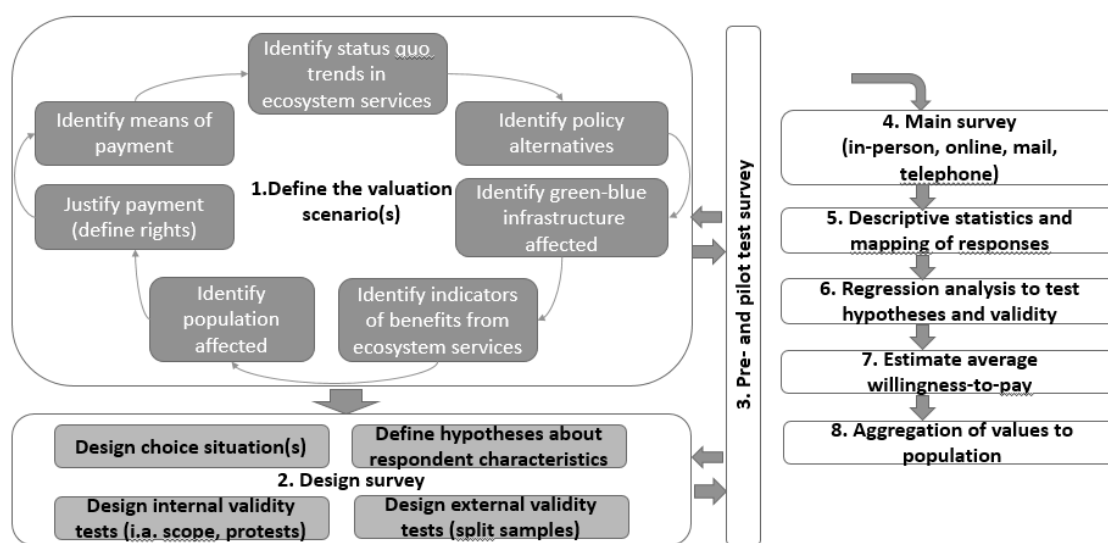 Identify status quo
trends in
ecosystem services
Identify means of
payment
Identify policy
alternatives
1.Define the valuation
scenario(s)
Justify payment
(define rights)
Identify green-blue
infrastructure
affected
Identify
population
affected
Identify indicators
of benefits from
ecosystem services
Design choice situation(s)
Define hypotheses about
respondent characteristics
2. Design survey
Design internal validity
tests (i.a. scope, protests)
Design external validity
tests (split samples)
3. Pre- and pilot test survey
4. Main survey
(in-person, online, mail,
telephone)
5. Descriptive statistics and
mapping of responses
6. Regression analysis to test
hypotheses and validity
7. Estimate average
willingness-to-pay
8. Aggregation of values to
population